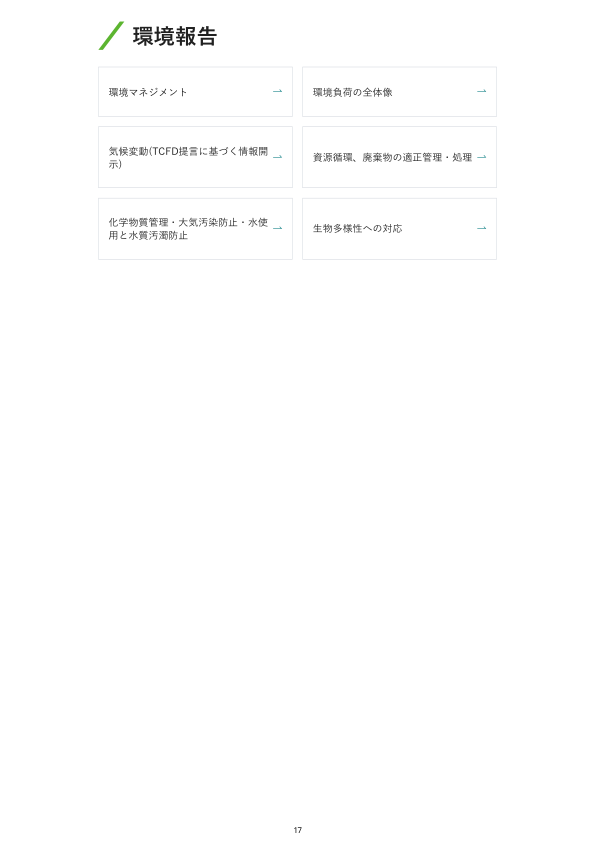 環境報告
環境マネジメント
環境負荷の全体像
気候変動(TCFD提言に基づく情報開
示)
資源循環、廃棄物の適正管理・処理
化学物質管理・大気汚染防止・水使
用と水質汚濁防止
生物多様性への対応
17